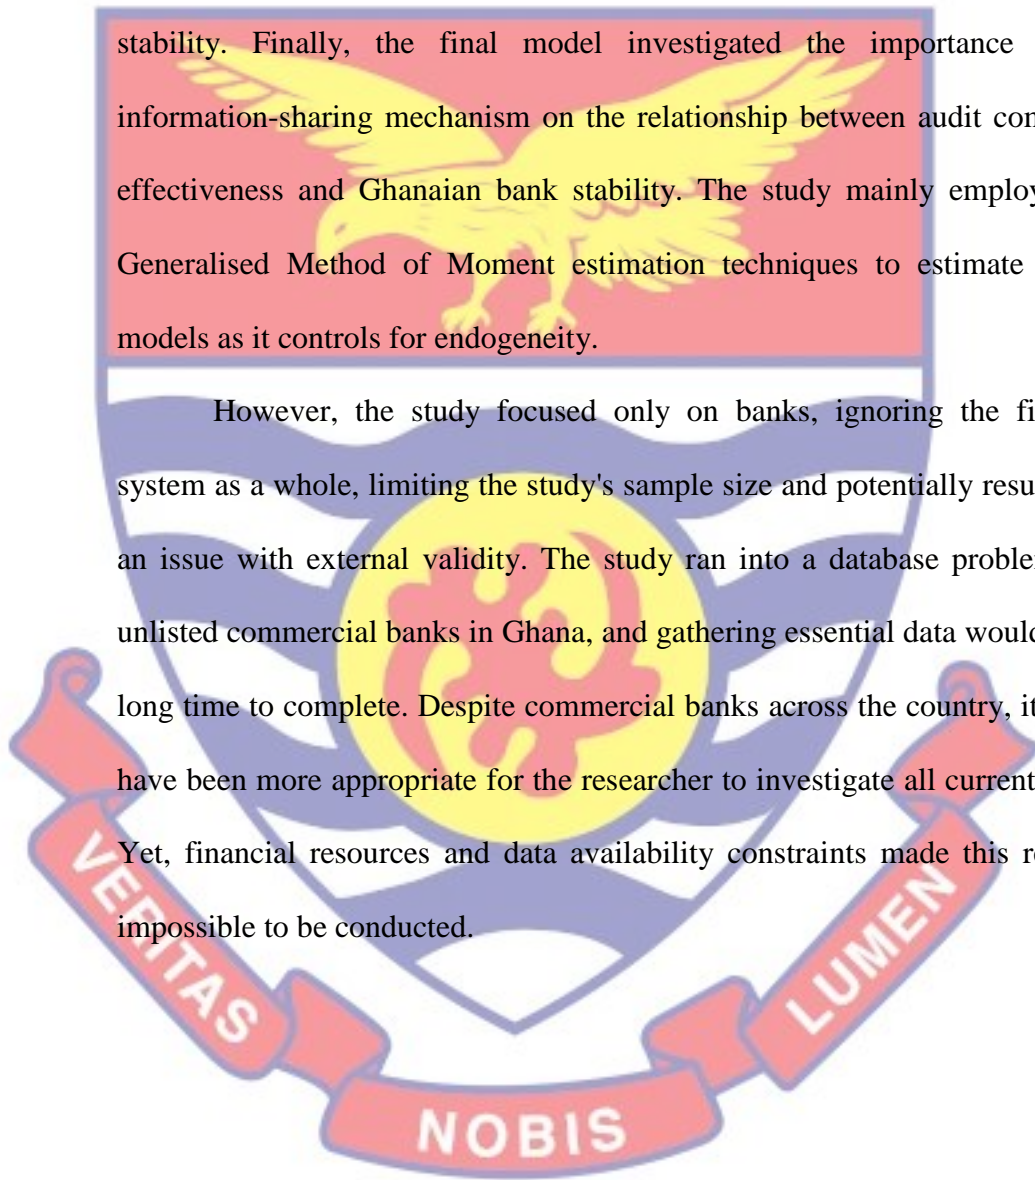 stability. Finally, the final model investigated the importance
information-sharing mechanism on the relationship between audit con
effectiveness and Ghanaian bank stability. The study mainly employ
Generalised Method of Moment estimation techniques to estimate
models as it controls for endogeneity.
However, the study focused only on banks, ignoring the fi
system as a whole, limiting the study's sample size and potentially resu
an issue with external validity. The study ran into a database proble
unlisted commercial banks in Ghana, and gathering essential data would
long time to complete. Despite commercial banks across the country, it
have been more appropriate for the researcher to investigate all current
Yet, financial resources and data availability constraints made this re
impossible to be conducted.
VERITAS
NOBIS
LUMEN